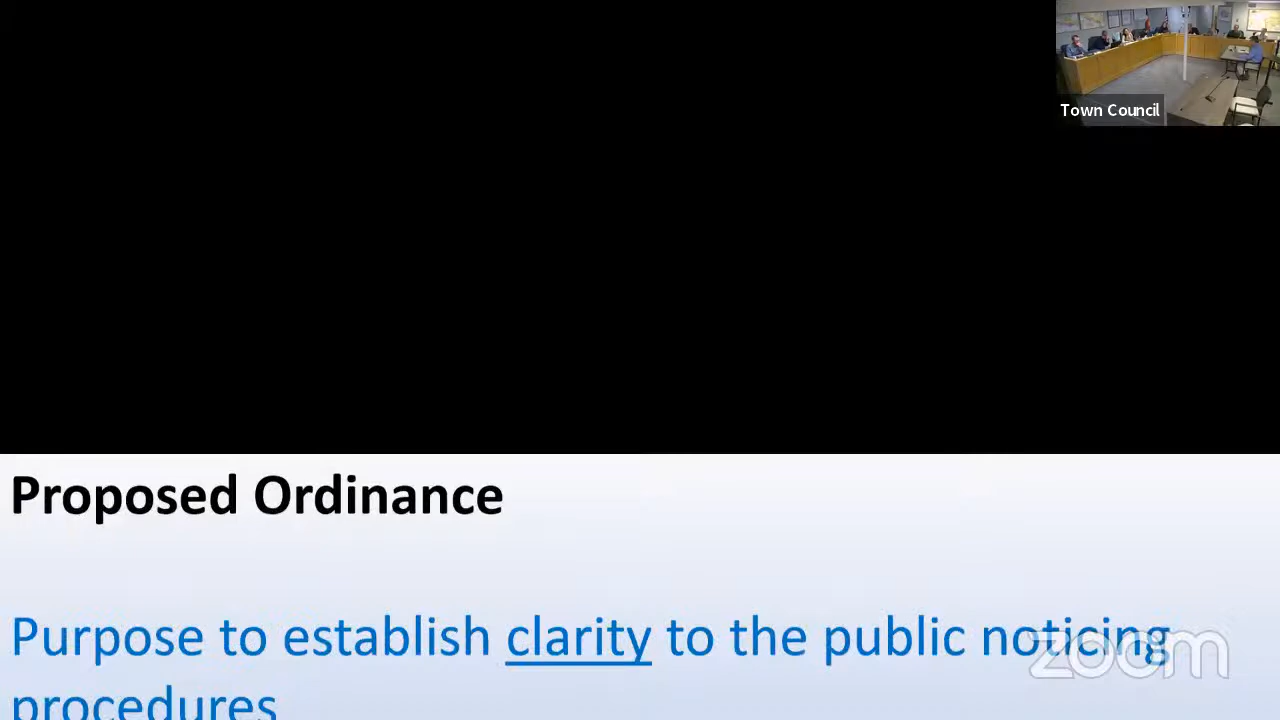 Town Council
Proposed Ordinance
Purpose to establish clarity to the public noticing
procedures
zoom